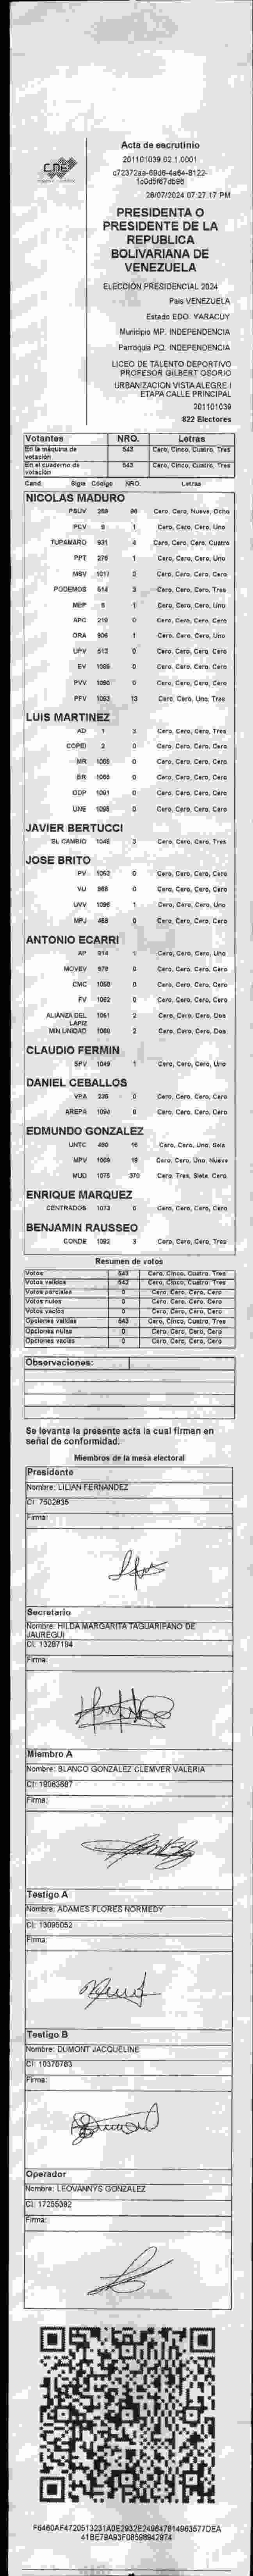 CNE
Acta de escrutinio
201101039.02.1.0001
28/07/2024 07:27:17 PM
PRESIDENTA O
PRESIDENTE DE LA
REPUBLICA
BOLIVARIANA DE
VENEZUELA
ELECCION PRESIDENCIAL 2024
Pais VENEZUELA
Estado EDO. YARACUY
Municipio MP. INDEPENDENCIA
Parroquia PQ. INDEPENDENCIA
LICEO DE TALENTO DEPORTIVO
PROFESOR GILBERT OSORIO
URBANIZACION VISTA ALEGRE I
ETAPA CALLE PRINCIPAL
201101039
822 Electores
Votantes NRO. Letras
En la máquina de votación 543 Cero, Cinco, Cuatro, Tres
En el cuaderno de votación 543 Cero, Cinco, Cuatro, Tres
Cand. Sigla Código NRO. Letras
NICOLAS MADURO
PSUV 269 98 Cero, Cero, Nueve, Ocho
PCV 5 1 Cero, Cero, Cero, Uno
TUPAMARO 931 4 Cero, Cero, Cero, Cuatro
PPT 276 1 Cero, Cero, Cero, Uno
MSV 1017 0 Cero, Cero, Cero, Cero
PODEMOS 514 3 Cero, Cero, Cero, Tres
MEP 8 1 Cero, Cero, Cero, Uno
APC 219 0 Cero, Cero, Cero, Cero
ORA 906 1 Cero, Cero, Cero, Uno
UPV 513 0 Cero, Cero, Cero, Cero
EV 1089 0 Cero, Cero, Cero, Cero
PVV 1090 0 Cero, Cero, Cero, Cero
PFV 1093 13 Cero, Cero, Uno, Tres
LUIS MARTINEZ
AD 1 3 Cero, Cero, Cero, Tres
COPEI 2 0 Cero, Cero, Cero, Cero
MR 1065 0 Cero, Cero, Cero, Cero
BR 1066 0 Cero, Cero, Cero, Cero
DDP 1091 0 Cero, Cero, Cero, Cero
UNE 1095 0 Cero, Cero, Cero, Cero
JAVIER BERTUCCI
EL CAMBIO 1048 3 Cero, Cero, Cero, Tres
JOSE BRITO
PV 1053 0 Cero, Cero, Cero, Cero
VU 968 0 Cero, Cero, Cero, Cero
UVV 1096 1 Cero, Cero, Cero, Uno
MPJ 453 0 Cero, Cero, Cero, Cero
ANTONIO ECARRI
AP 914 1 Cero, Cero, Cero, Uno
MOVEV 979 0 Cero, Cero, Cero, Cero
CMC 1050 0 Cero, Cero, Cero, Cero
FV 1062 0 Cero, Cero, Cero, Cero
ALIANZA DEL LAPIZ 1051 2 Cero, Cero, Cero, Dos
MIN UNIDAD 1069 2 Cero, Cero, Cero, Dos
CLAUDIO FERMIN
SPV 1049 1 Cero, Cero, Cero, Uno
DANIEL CEBALLOS
VPA 236 0 Cero, Cero, Cero, Cero
AREPA 1094 0 Cero, Cero, Cero, Cero
EDMUNDO GONZALEZ
UNTC 460 16 Cero, Cero, Uno, Seis
MPV 1069 19 Cero, Cero, Uno, Nueve
MUD 1075 370 Cero, Tres, Siete, Cero
ENRIQUE MARQUEZ
CENTRADOS 1073 0 Cero, Cero, Cero, Cero
BENJAMIN RAUSSEO
CONDE 1092 3 Cero, Cero, Cero, Tres
Resumen de votos
Votos 543 Cero, Cinco, Cuatro, Tres
Votos validos 543 Cero, Cinco, Cuatro, Tres
Votos parciales 0 Cero, Cero, Cero, Cero
Votos nulos 0 Cero, Cero, Cero, Cero
Votos vacios 0 Cero, Cero, Cero, Cero
Opciones validas 543 Cero, Cinco, Cuatro, Tres
Opciones nulas 0 Cero, Cero, Cero, Cero
Opciones vacias 0 Cero, Cero, Cero, Cero
Observaciones:
Se levanta la presente acta la cual firman en
señal de conformidad.
Miembros de la mesa electoral
Presidente
Nombre: LILIAN FERNANDEZ
CI: 7502835
Firma:
Secretario
Nombre: HILDA MARGARITA TAGUARIPANO DE
JAUREGUI
CI: 13287194
Firma:
Miembro A
Nombre: BLANCO GONZALEZ CLEMVER VALERIA
CI: 19063687
Firma:
Testigo A
Nombre: ADAMES FLORES NORMEDY
CI: 13095052
Firma:
Testigo B
Nombre: DUMONT JACQUELINE
CI: 10370783
Firma:
Operador
Nombre: LEOVANNYS GONZALEZ
CI: 17255392
Firma: